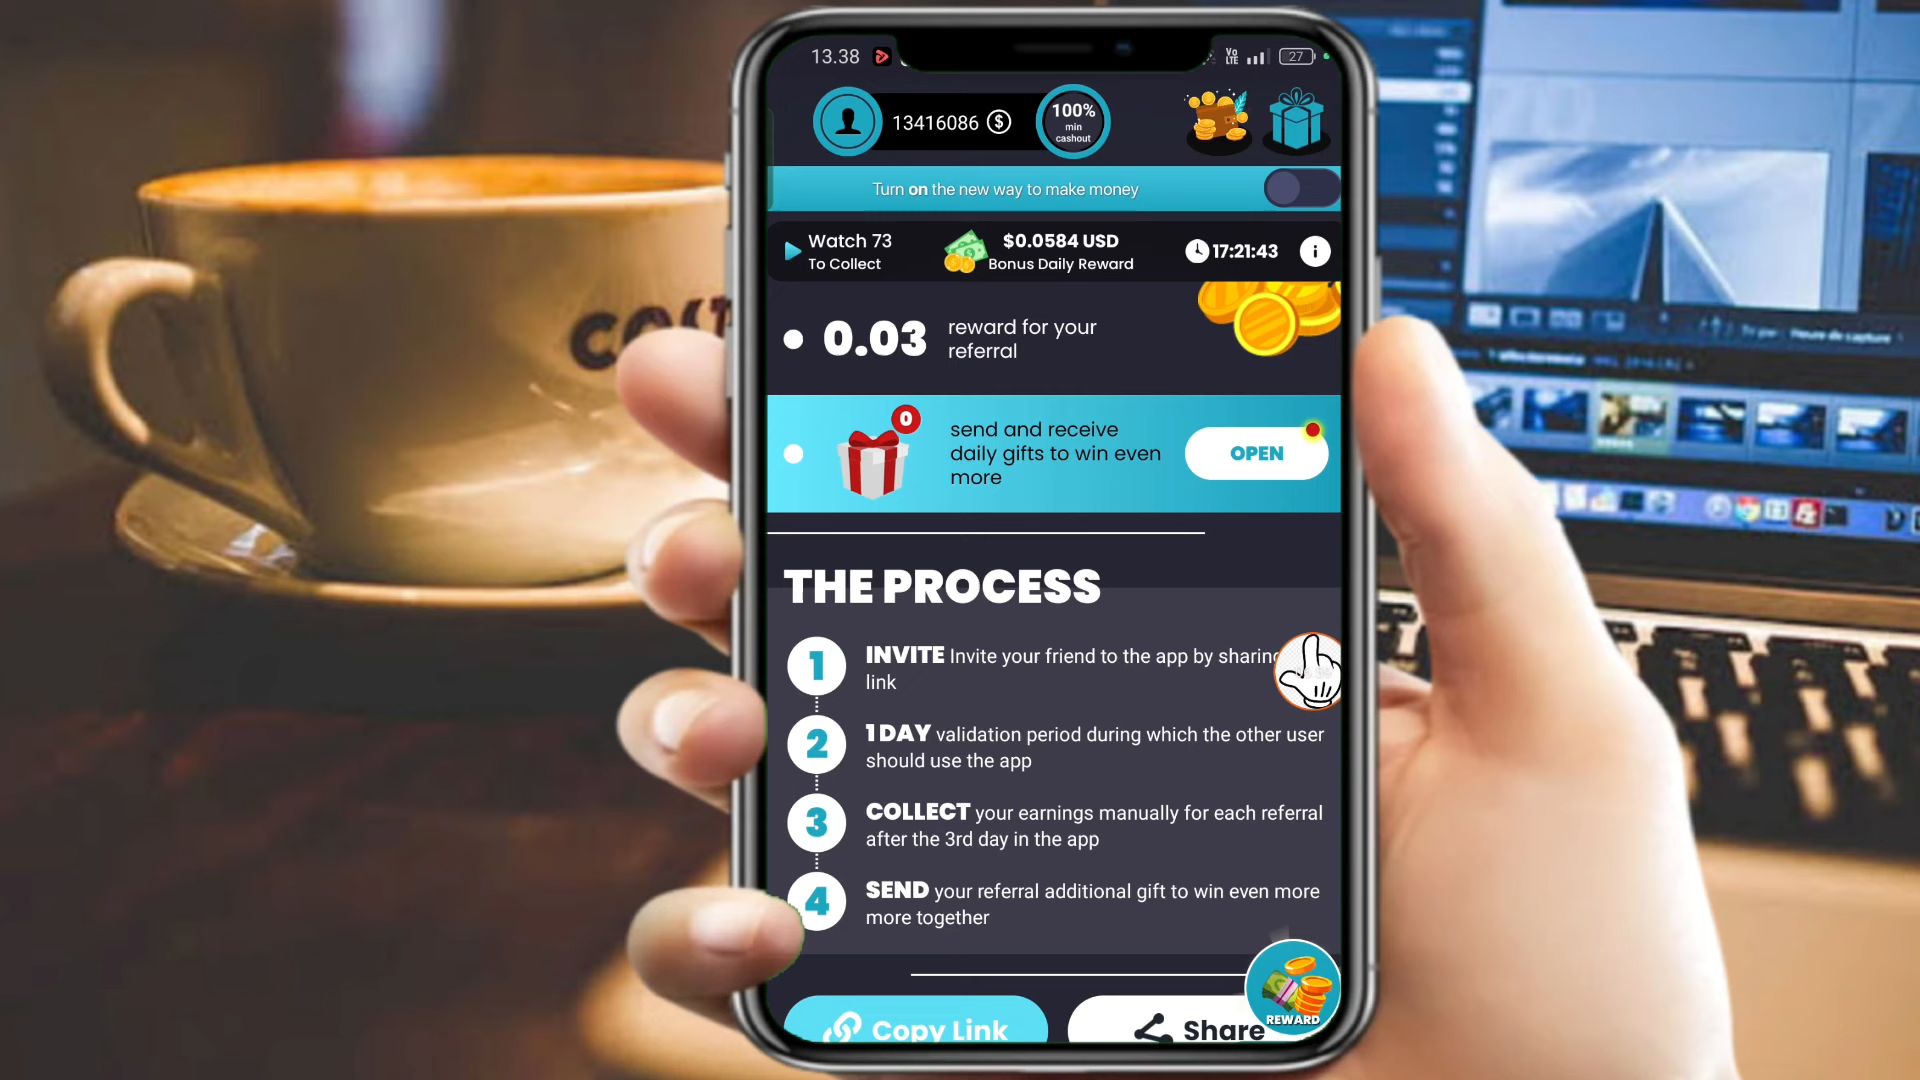 13.38
Vo
LTE
27
13416086 $
100%
min
cashout
Turn on the new way to make money
Watch 73
To Collect
$0.0584 USD
Bonus Daily Reward
17:21:43
i
0.03
reward for your
referral
0
send and receive
daily gifts to win even
more
OPEN
THE PROCESS
1
INVITE Invite your friend to the app by sharing
link
2
1 DAY validation period during which the other user
should use the app
3
COLLECT your earnings manually for each referral
after the 3rd day in the app
4
SEND your referral additional gift to win even more
more together
REWARD
Copy Link
Share